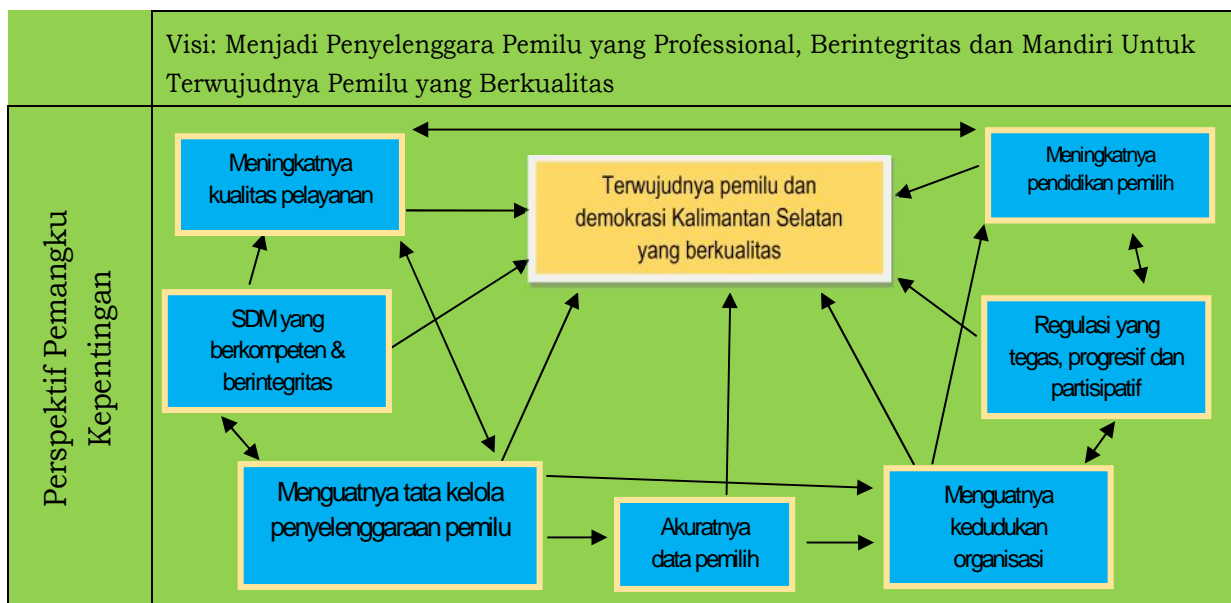 Visi: Menjadi Penyelenggara Pemilu yang Professional, Berintegritas dan Mandiri Untuk
Terwujudnya Pemilu yang Berkualitas
Perspektif Pemangku
Kepentingan
Meningkatnya
kualitas pelayanan
Terwujudnya pemilu dan
demokrasi Kalimantan Selatan
yang berkualitas
Meningkatnya
pendidikan pemilih
SDM yang
berkompeten &
berintegritas
Regulasi yang
tegas, progresif dan
partisipatif
Menguatnya tata kelola
penyelenggaraan pemilu
Akuratnya
data pemilih
Menguatnya
kedudukan
organisasi